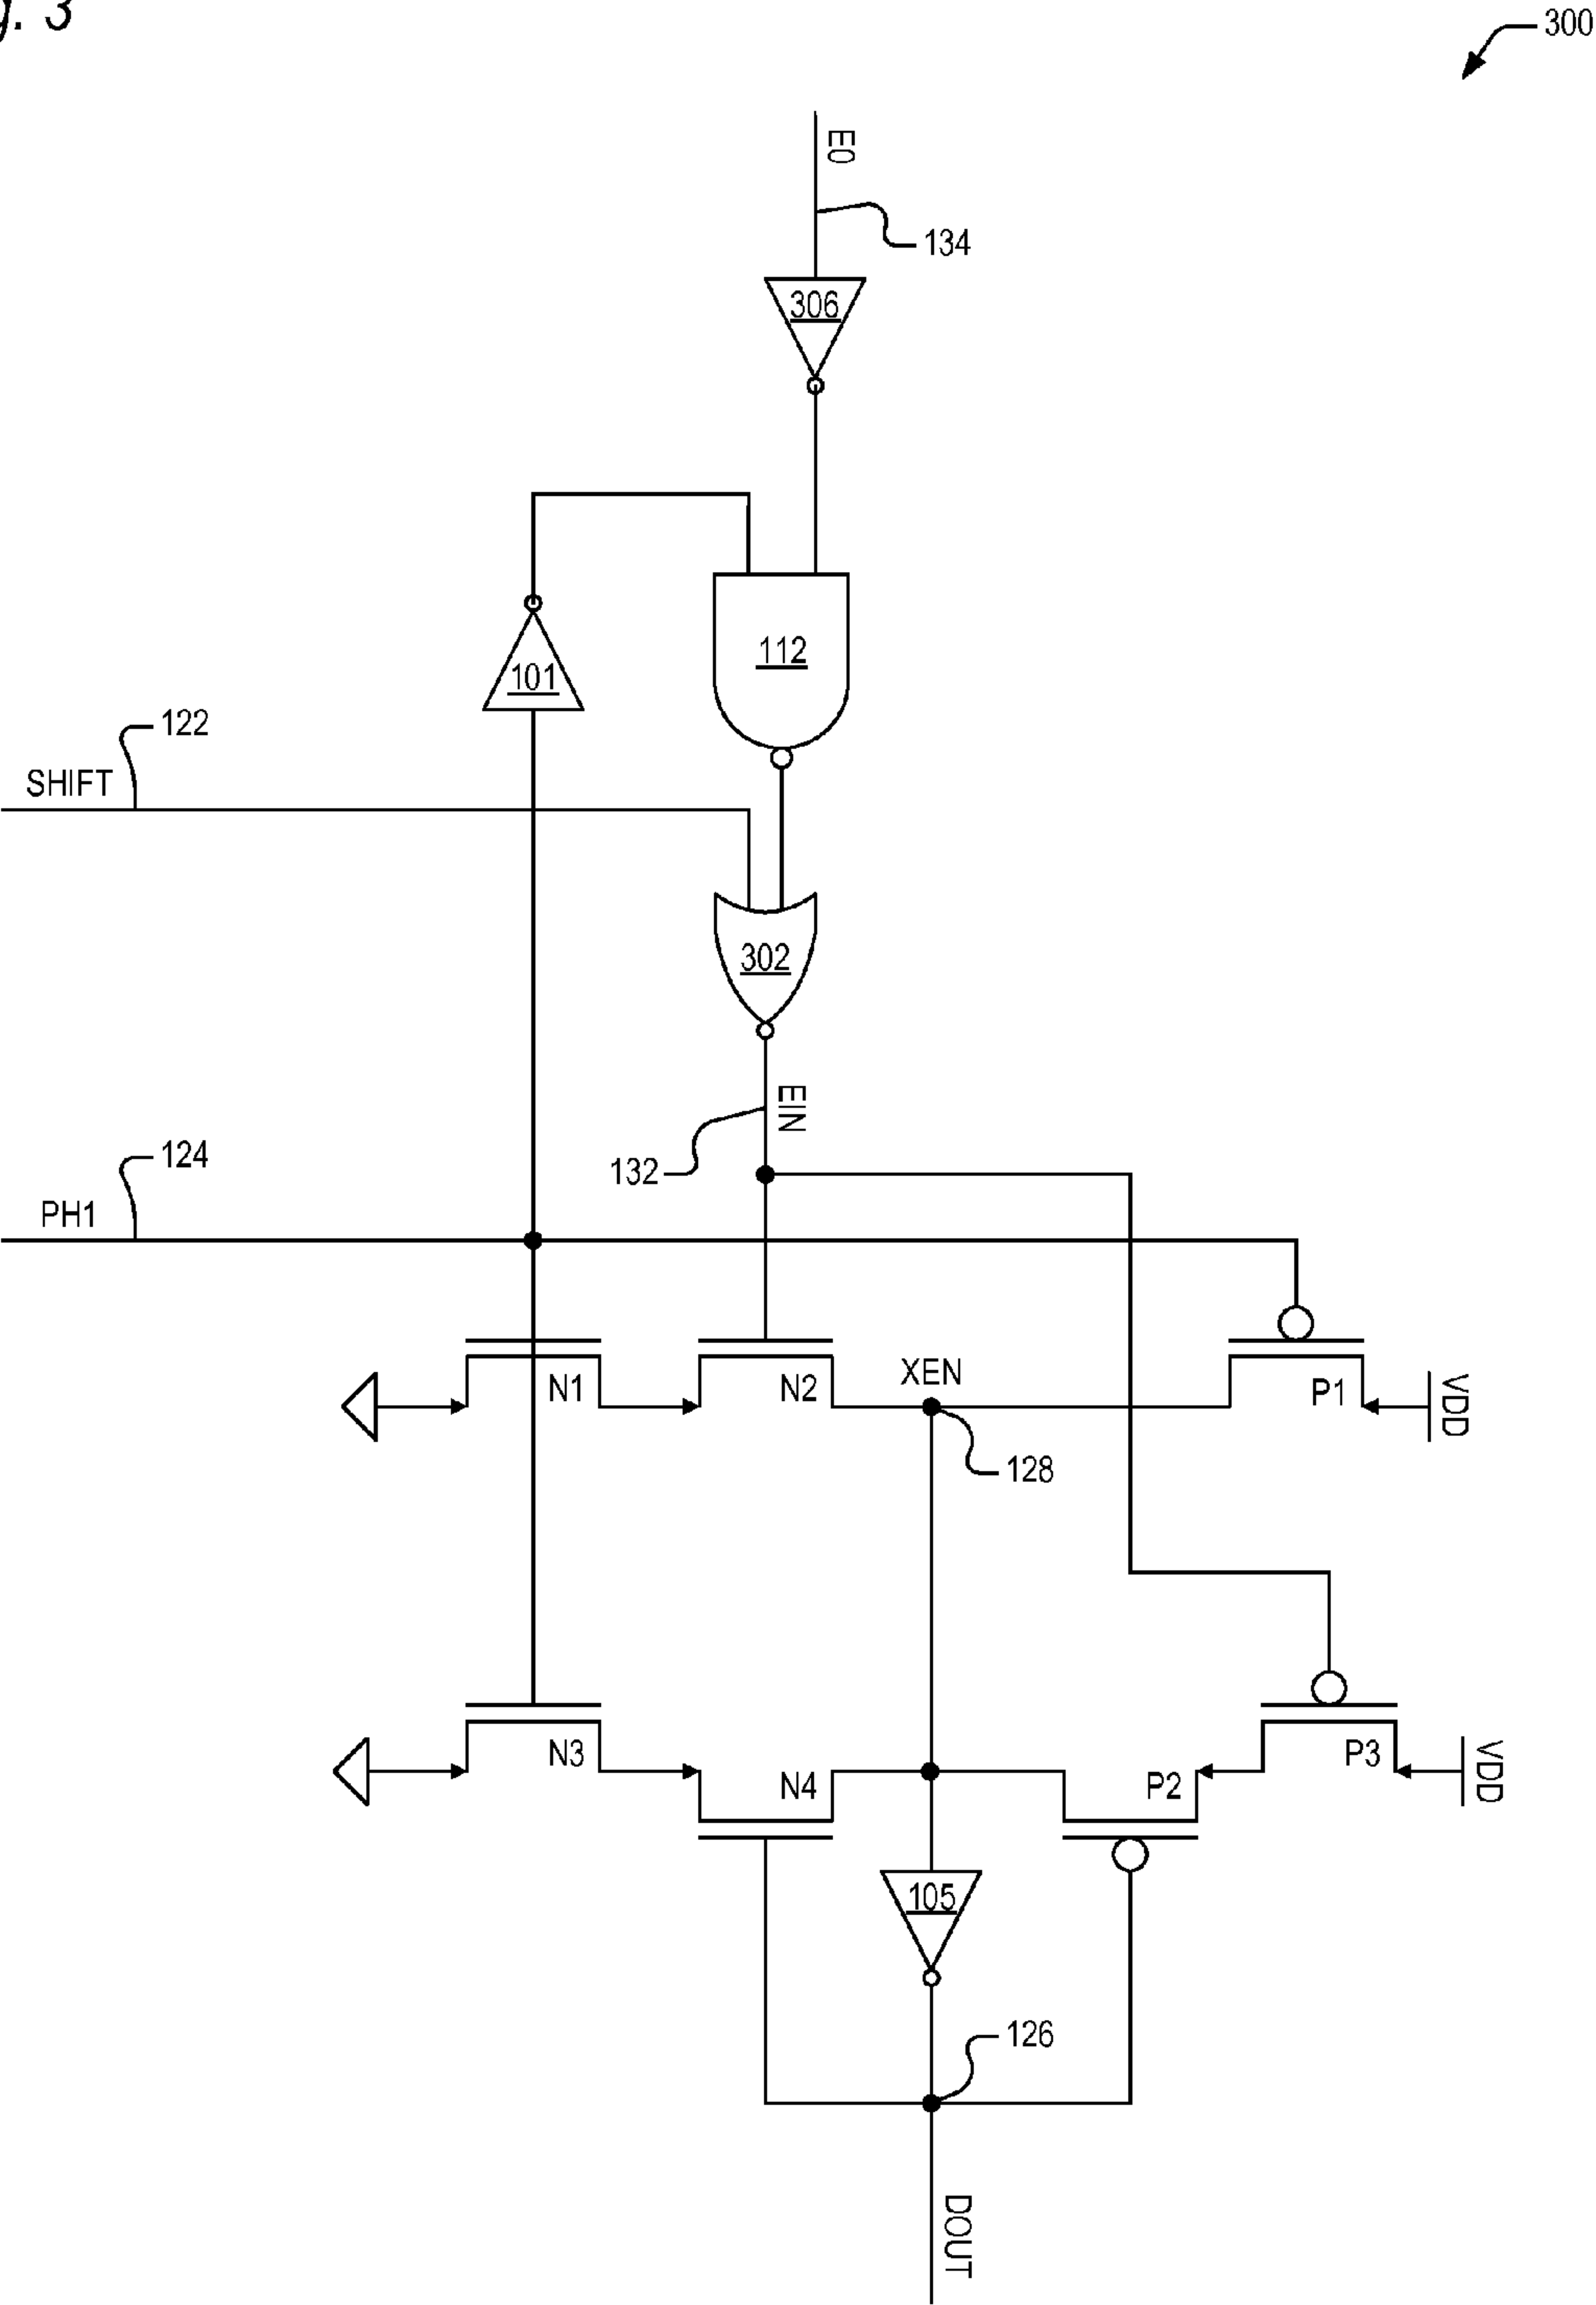 g. 3
300
E0
134
306
112
101
122
SHIFT
302
EIN
132
124
PH1
N1
N2
XEN
P1
VDD
128
N3
N4
P2
P3
VDD
105
126
DOUT